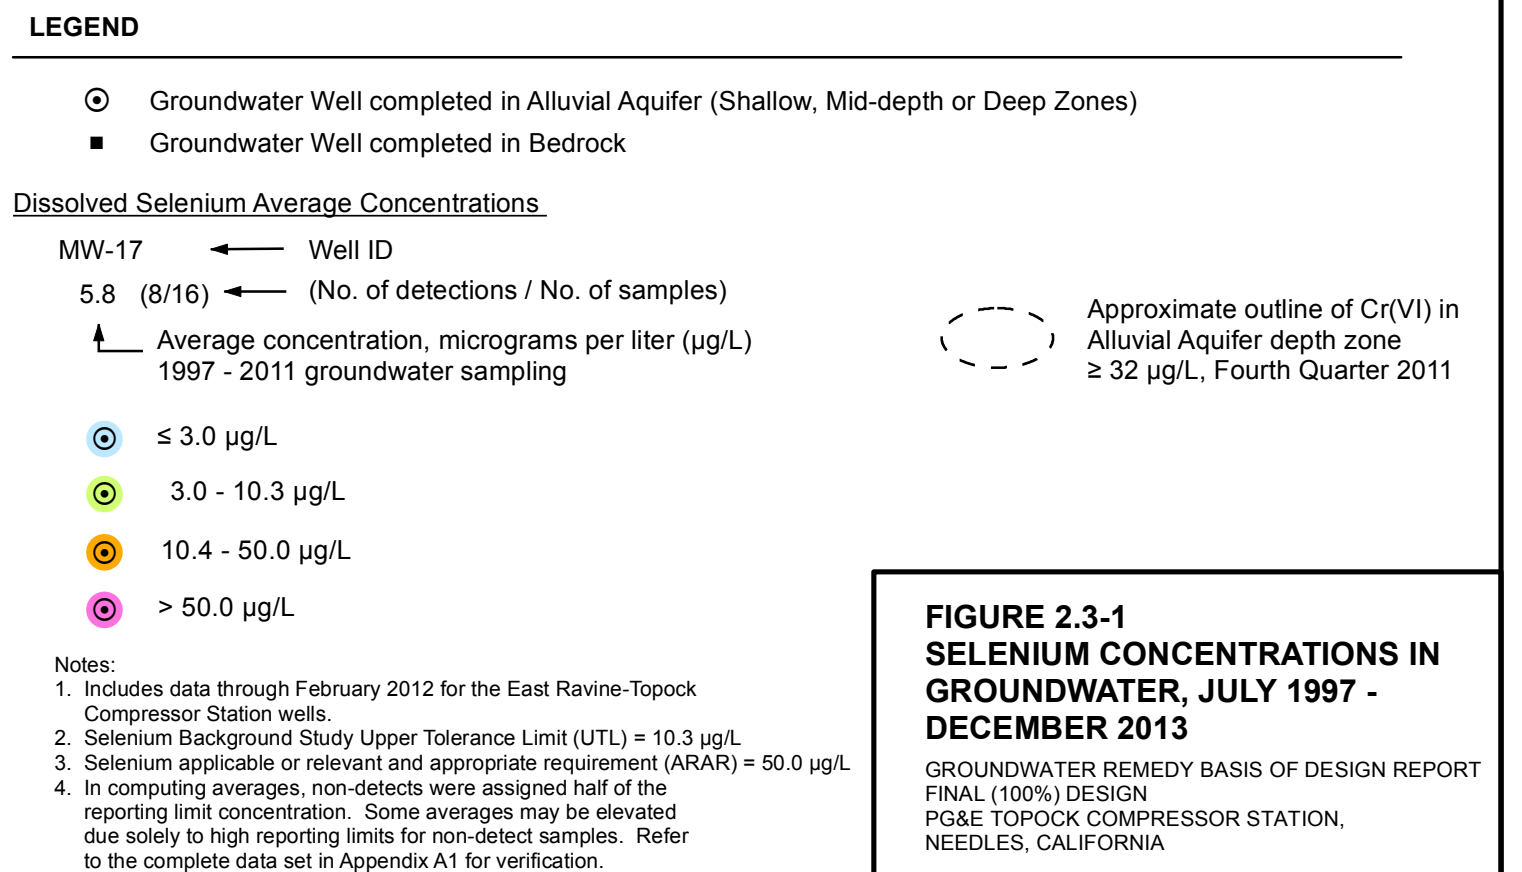 LEGEND
Groundwater Well completed in Alluvial Aquifer (Shallow, Mid-depth or Deep Zones)
Groundwater Well completed in Bedrock
Dissolved Selenium Average Concentrations
MW-17
Well ID
5.8 (8/16)
(No. of detections / No. of samples)
Average concentration, micrograms per liter (µg/L)
1997 - 2011 groundwater sampling
Approximate outline of Cr(VI) in
Alluvial Aquifer depth zone
≥ 32 µg/L, Fourth Quarter 2011
≤ 3.0 µg/L
3.0 - 10.3 µg/L
10.4 - 50.0 µg/L
> 50.0 µg/L
Notes:
1. Includes data through February 2012 for the East Ravine-Topock
Compressor Station wells.
2. Selenium Background Study Upper Tolerance Limit (UTL) = 10.3 µg/L
3. Selenium applicable or relevant and appropriate requirement (ARAR) = 50.0 µg/L
4. In computing averages, non-detects were assigned half of the
reporting limit concentration. Some averages may be elevated
due solely to high reporting limits for non-detect samples. Refer
to the complete data set in Appendix A1 for verification.
FIGURE 2.3-1
SELENIUM CONCENTRATIONS IN
GROUNDWATER, JULY 1997 -
DECEMBER 2013
GROUNDWATER REMEDY BASIS OF DESIGN REPORT
FINAL (100%) DESIGN
PG&E TOPOCK COMPRESSOR STATION,
NEEDLES, CALIFORNIA